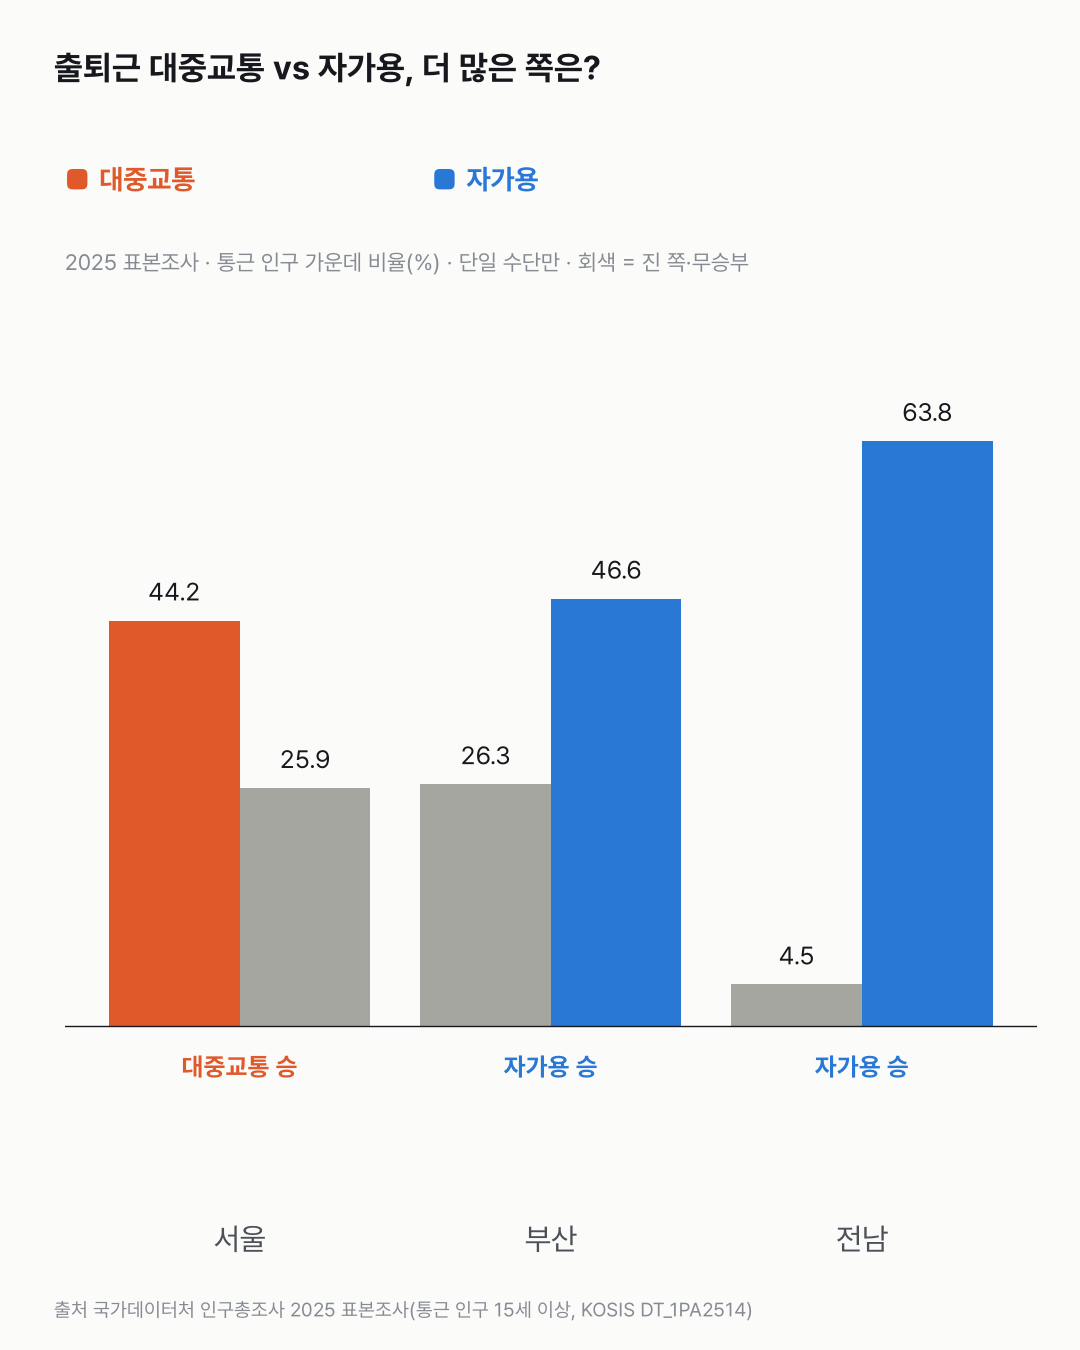 출퇴근 대중교통 vs 자가용, 더 많은 쪽은?
대중교통 자가용
2025 표본조사 · 통근 인구 가운데 비율(%) · 단일 수단만 · 회색 = 진 쪽·무승부
63.8
46.6
44.2
25.9
26.3
4.5
대중교통 승 자가용 승 자가용 승
서울 부산 전남
출처 국가데이터처 인구총조사 2025 표본조사(통근 인구 15세 이상, KOSIS DT_1PA2514)